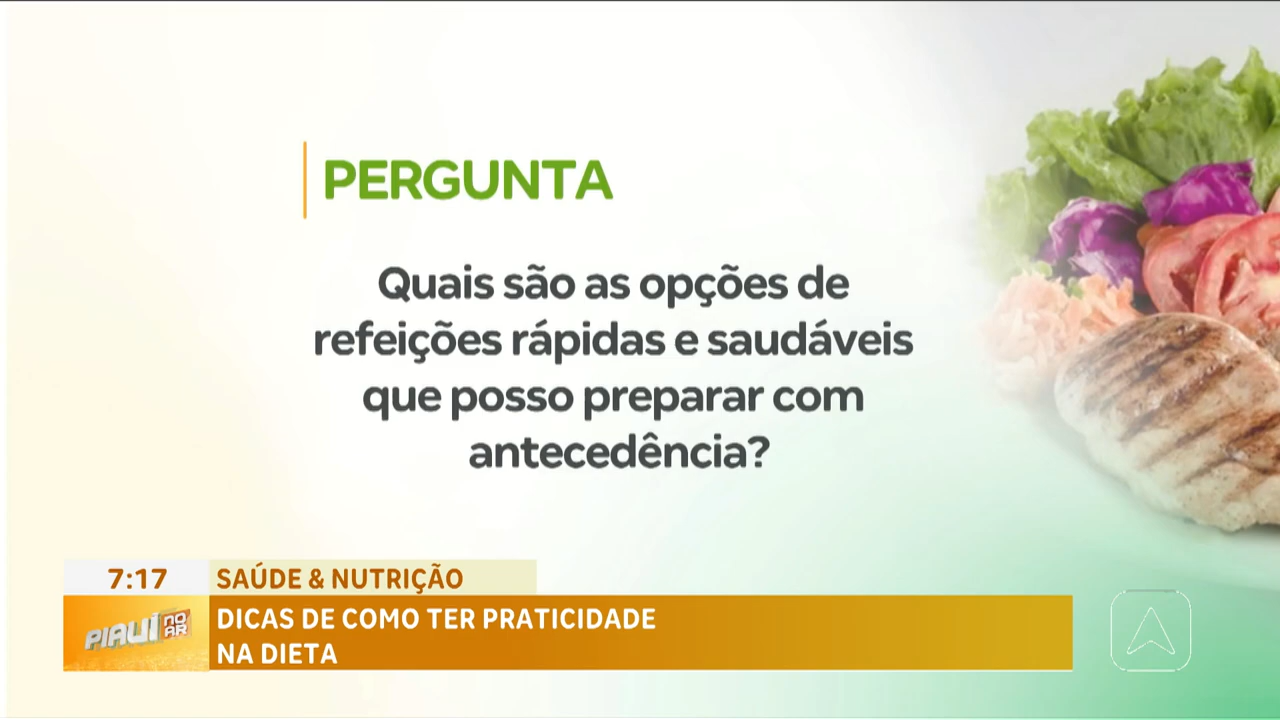 PERGUNTA
Quais são as opções de
refeições rápidas e saudáveis
que posso preparar com
antecedência?
7:17
SAÚDE & NUTRIÇÃO
PIAUÍ NO AR
DICAS DE COMO TER PRATICIDADE
NA DIETA